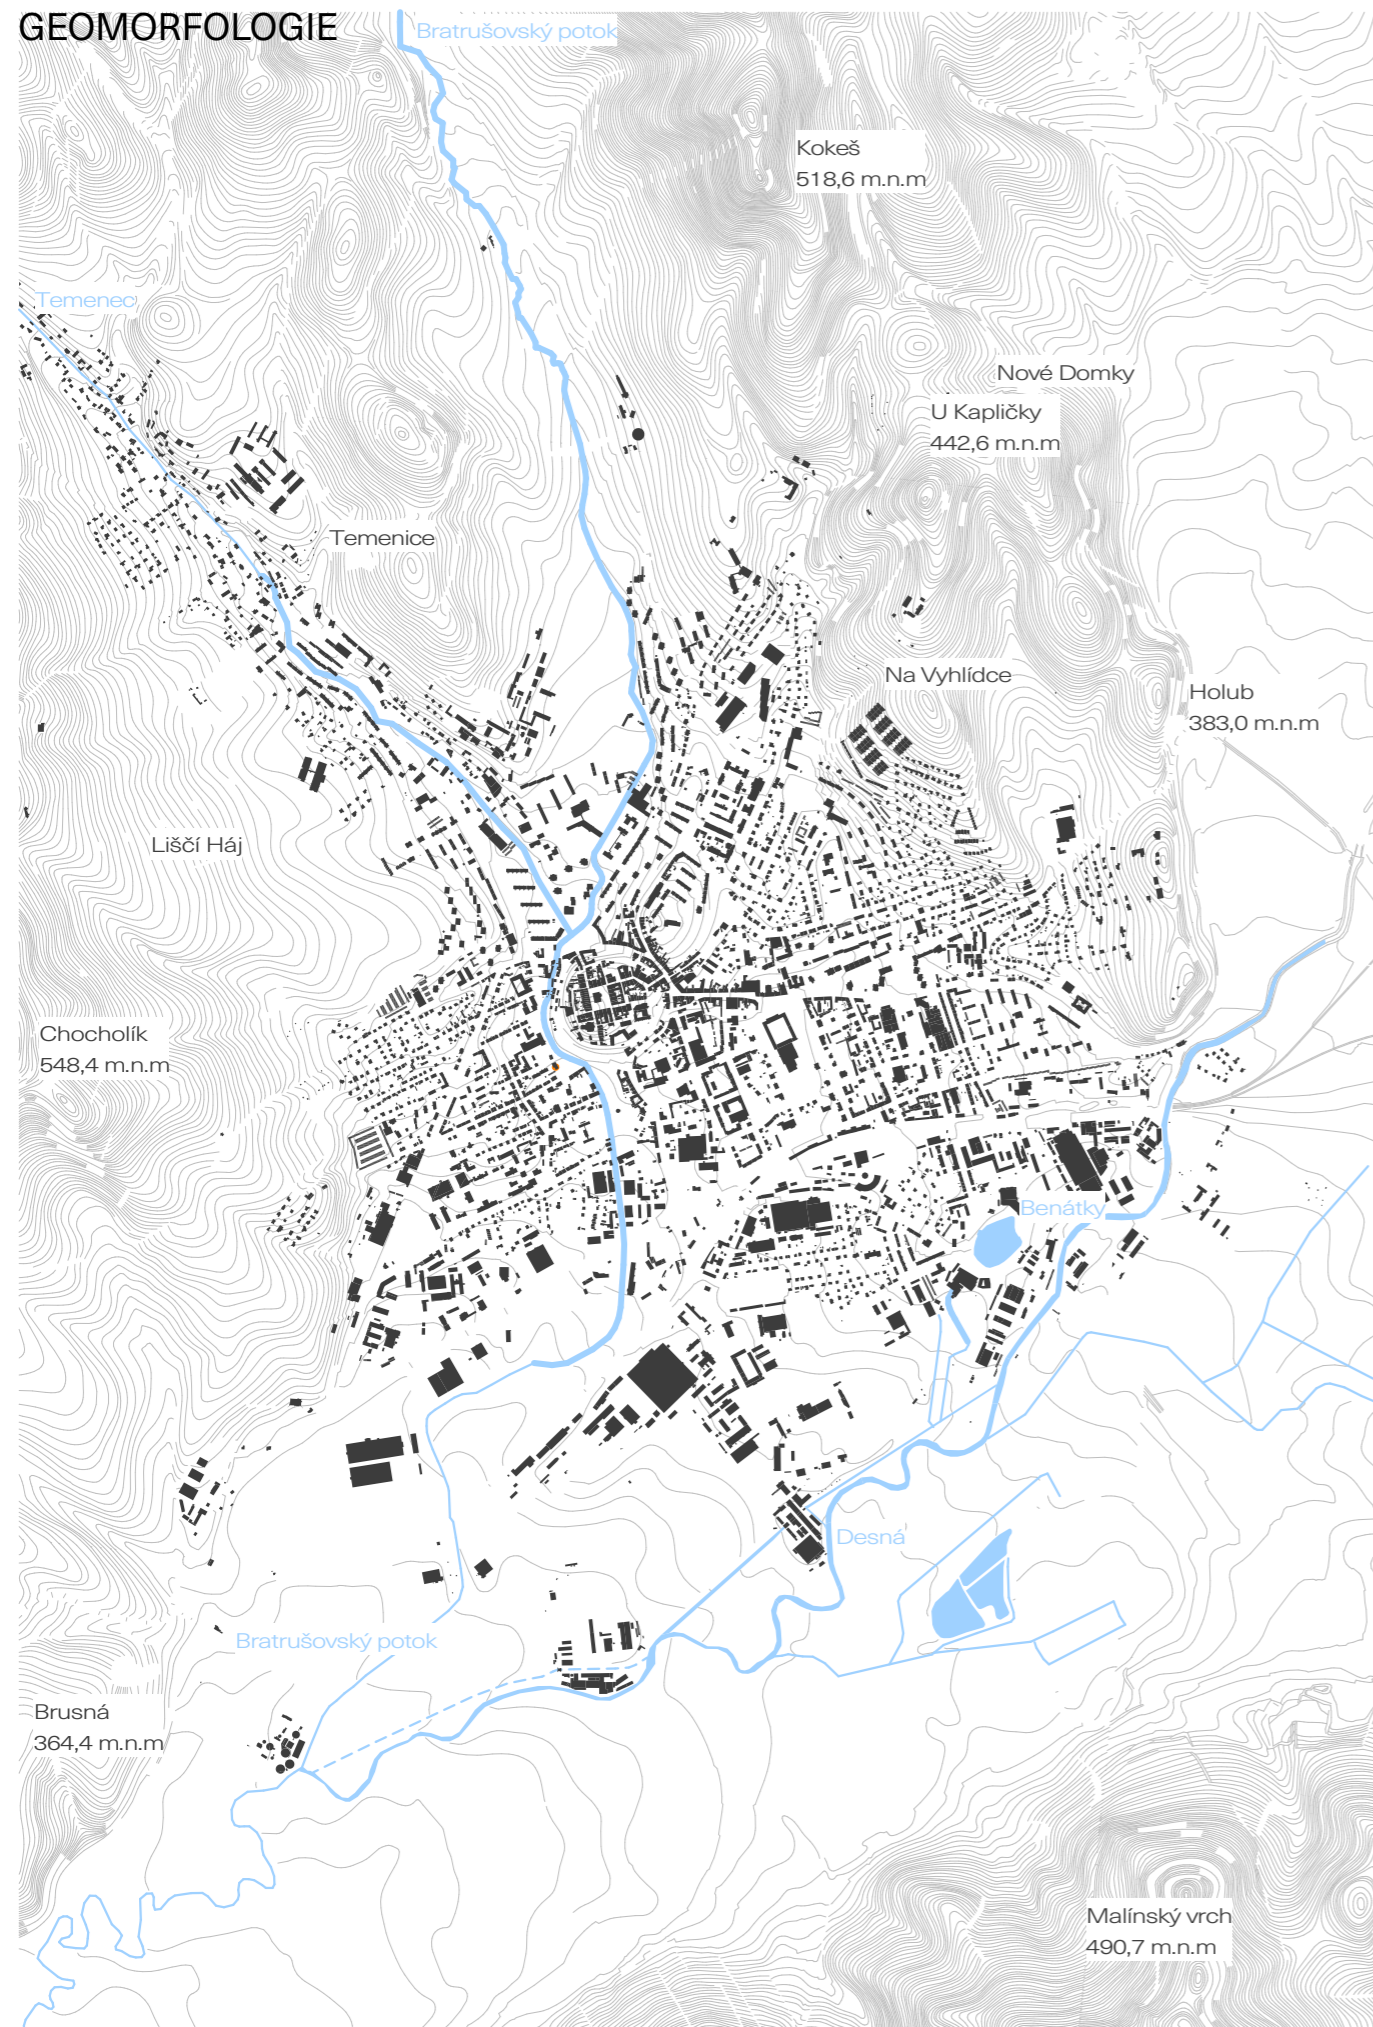 GEOMORFOLOGIE
Bratrušovský potok
Kokeš
518,6 m.n.m
Temenec
Nové Domky
U Kapličky
442,6 m.n.m
Temenice
Na Vyhlídce
Holub
383,0 m.n.m
Liščí Háj
Chocholík
548,4 m.n.m
Benátky
Desná
Bratrušovský potok
Brusná
364,4 m.n.m
Malínský vrch
490,7 m.n.m